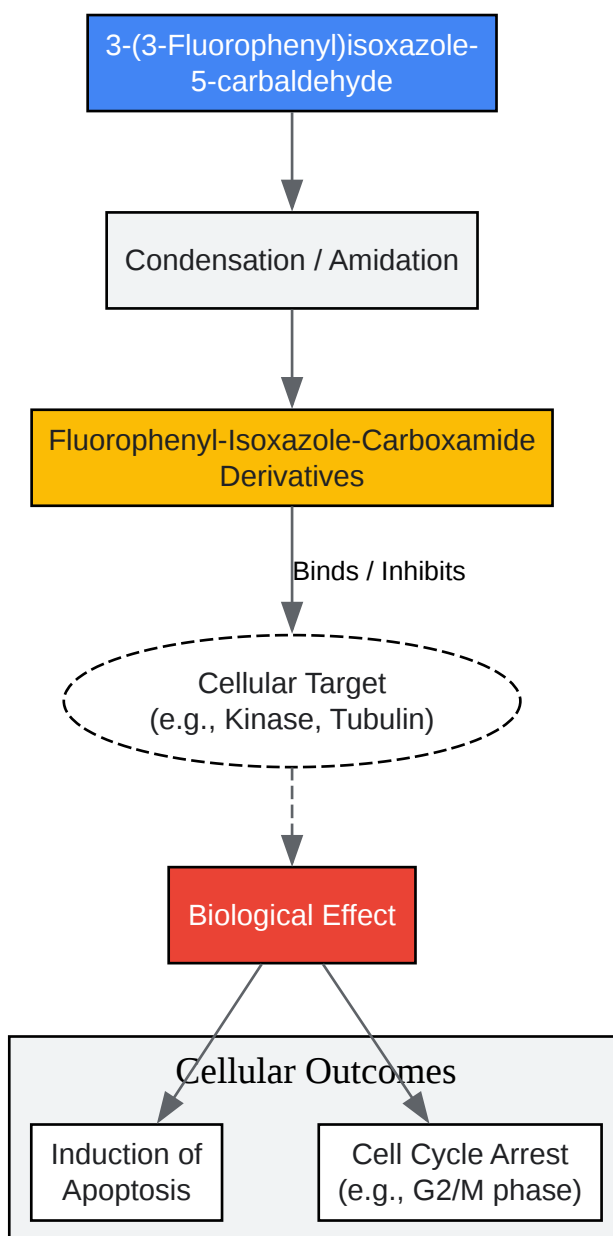 3-(3-Fluorophenyl)isoxazole-
5-carbaldehyde
Condensation / Amidation
Fluorophenyl-Isoxazole-Carboxamide
Derivatives
Binds / Inhibits
Cellular Target
(e.g., Kinase, Tubulin)
Biological Effect
Cellular Outcomes
Induction of
Apoptosis
Cell Cycle Arrest
(e.g., G2/M phase)